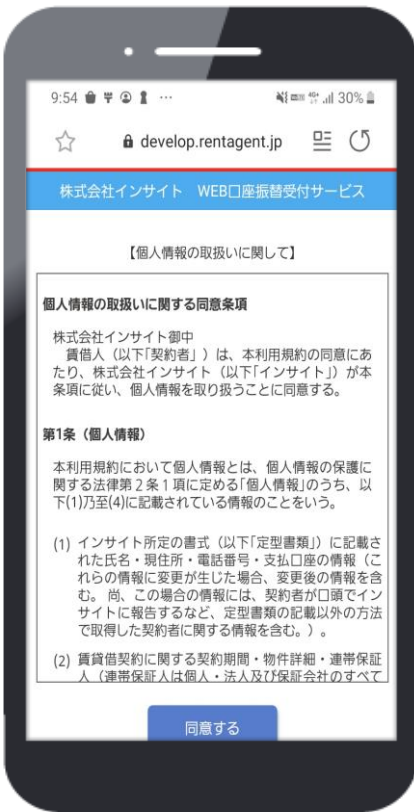 9:54 ... 4G+ 30%
develop.rentagent.jp
株式会社インサイト WEB口座振替受付サービス
【個人情報の取扱いに関して】
個人情報の取扱いに関する同意条項
株式会社インサイト御中
賃借人（以下「契約者」）は、本利用規約の同意にあ
たり、株式会社インサイト（以下「インサイト」）が本
条項に従い、個人情報を取り扱うことに同意する。
第1条（個人情報）
本利用規約において個人情報とは、個人情報の保護に
関する法律第２条１項に定める「個人情報」のうち、以
下(1)乃至(4)に記載されている情報のことをいう。
(1) インサイト所定の書式（以下「定型書類」）に記載さ
れた氏名・現住所・電話番号・支払口座の情報（こ
れらの情報に変更が生じた場合、変更後の情報を含
む。 尚、この場合の情報には、契約者が口頭でイン
サイトに報告するなど、定型書類の記載以外の方法
で取得した契約者に関する情報を含む。）。
(2) 賃貸借契約に関する契約期間・物件詳細・連帯保証
人（連帯保証人は個人・法人及び保証会社のすべて
同意する